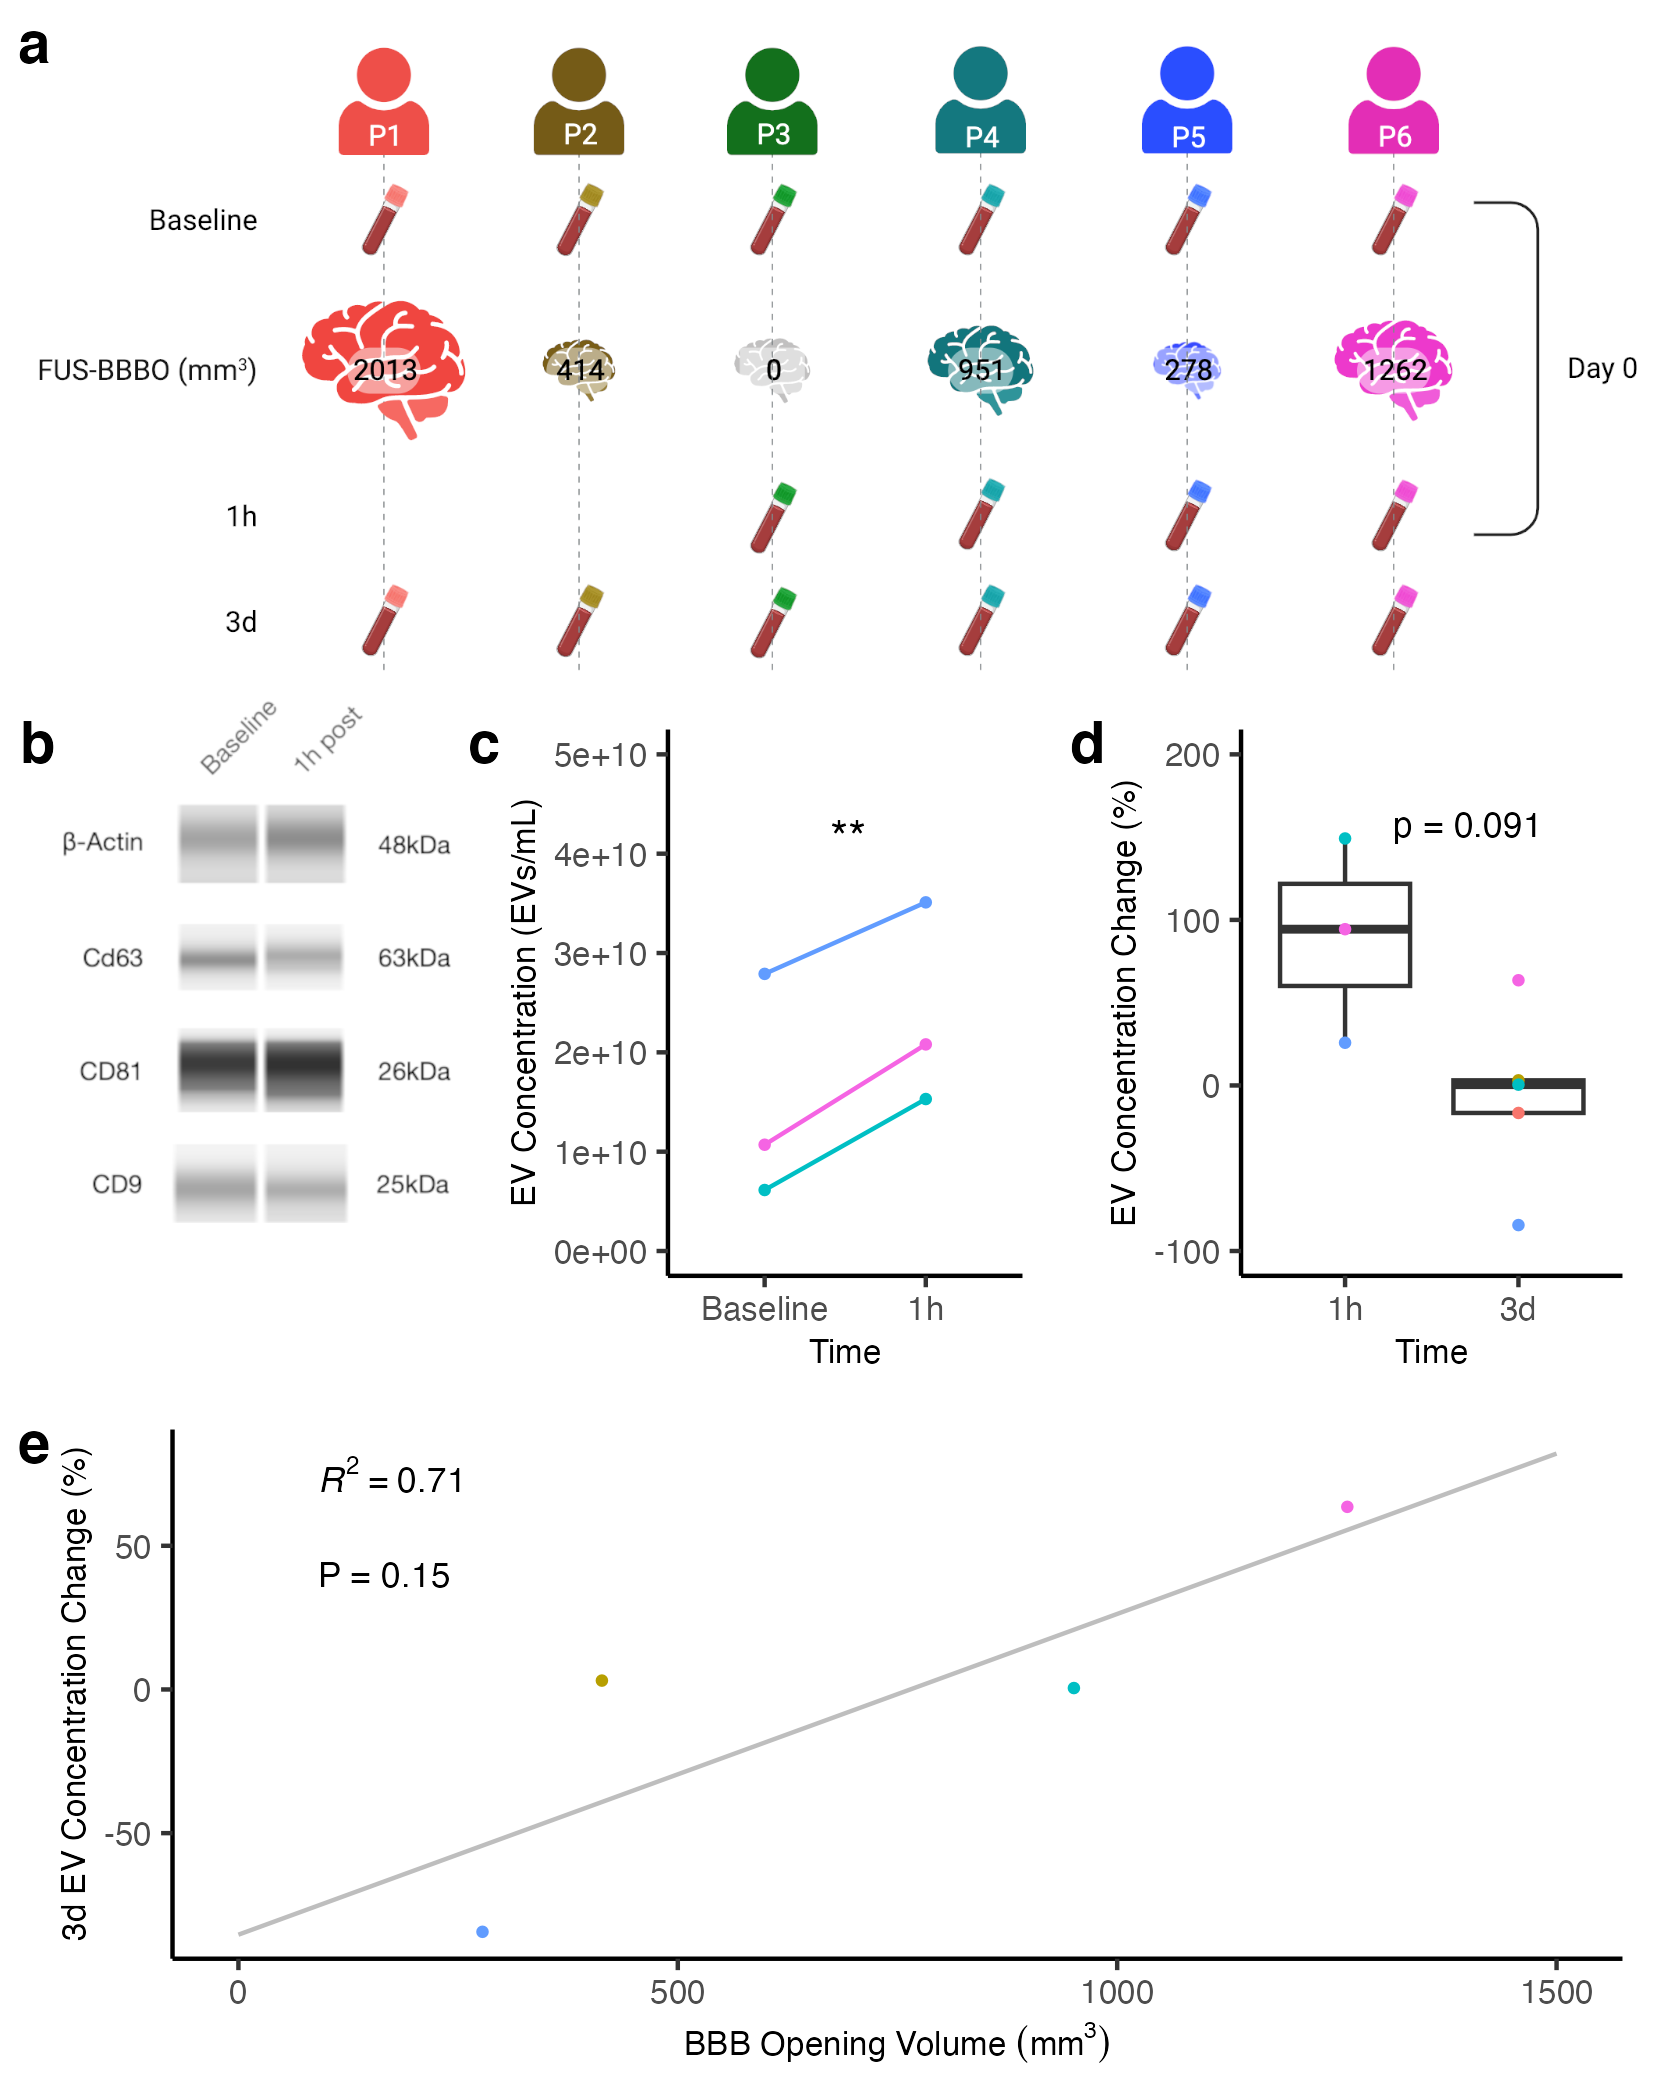 a
P1 P2 P3 P4 P5 P6
Baseline
FUS-BBBO (mm³) 2013 414 0 951 278 1262 Day 0
1h
3d
b
Baseline 1h post
β-Actin 48kDa
Cd63 63kDa
CD81 26kDa
CD9 25kDa
c
EV Concentration (EVs/mL)
5e+10
4e+10
3e+10
2e+10
1e+10
0e+00
**
Baseline 1h
Time
d
EV Concentration Change (%)
200
100
0
-100
p = 0.091
1h 3d
Time
e
3d EV Concentration Change (%)
50
0
-50
R² = 0.71
P = 0.15
0 500 1000 1500
BBB Opening Volume (mm³)